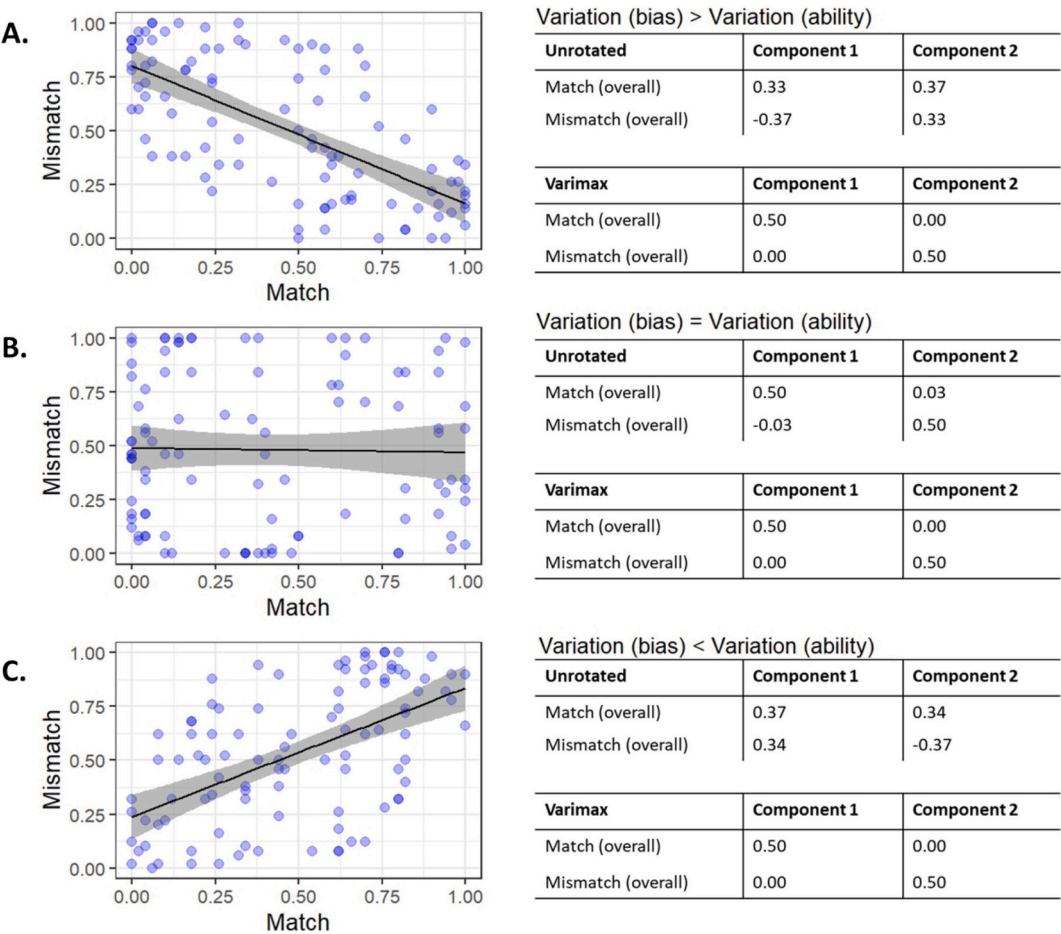 A.
Mismatch
1.00
0.75
0.50
0.25
0.00
0.00 0.25 0.50 0.75 1.00
Match
Variation (bias) > Variation (ability)
Unrotated Component 1 Component 2
Match (overall) 0.33 0.37
Mismatch (overall) -0.37 0.33
Varimax Component 1 Component 2
Match (overall) 0.50 0.00
Mismatch (overall) 0.00 0.50
B.
Mismatch
1.00
0.75
0.50
0.25
0.00
0.00 0.25 0.50 0.75 1.00
Match
Variation (bias) = Variation (ability)
Unrotated Component 1 Component 2
Match (overall) 0.50 0.03
Mismatch (overall) -0.03 0.50
Varimax Component 1 Component 2
Match (overall) 0.50 0.00
Mismatch (overall) 0.00 0.50
C.
Mismatch
1.00
0.75
0.50
0.25
0.00
0.00 0.25 0.50 0.75 1.00
Match
Variation (bias) < Variation (ability)
Unrotated Component 1 Component 2
Match (overall) 0.37 0.34
Mismatch (overall) 0.34 -0.37
Varimax Component 1 Component 2
Match (overall) 0.50 0.00
Mismatch (overall) 0.00 0.50